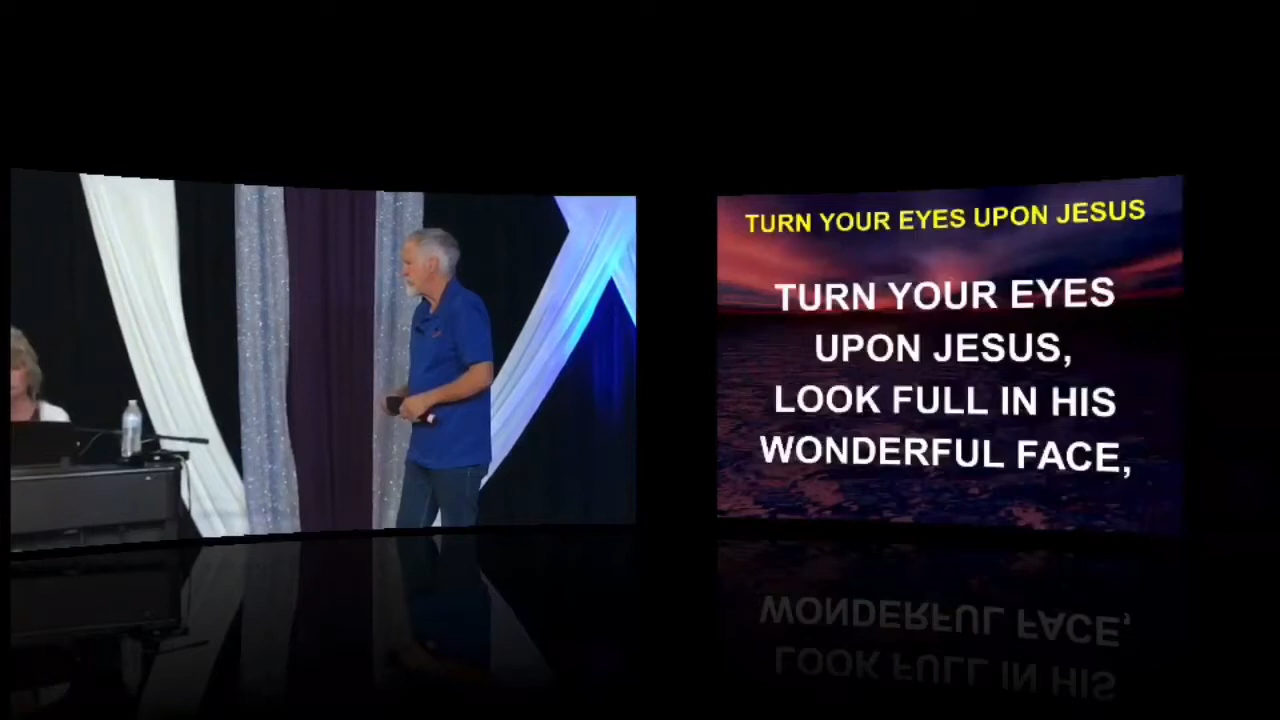 TURN YOUR EYES UPON JESUS
TURN YOUR EYES
UPON JESUS,
LOOK FULL IN HIS
WONDERFUL FACE,